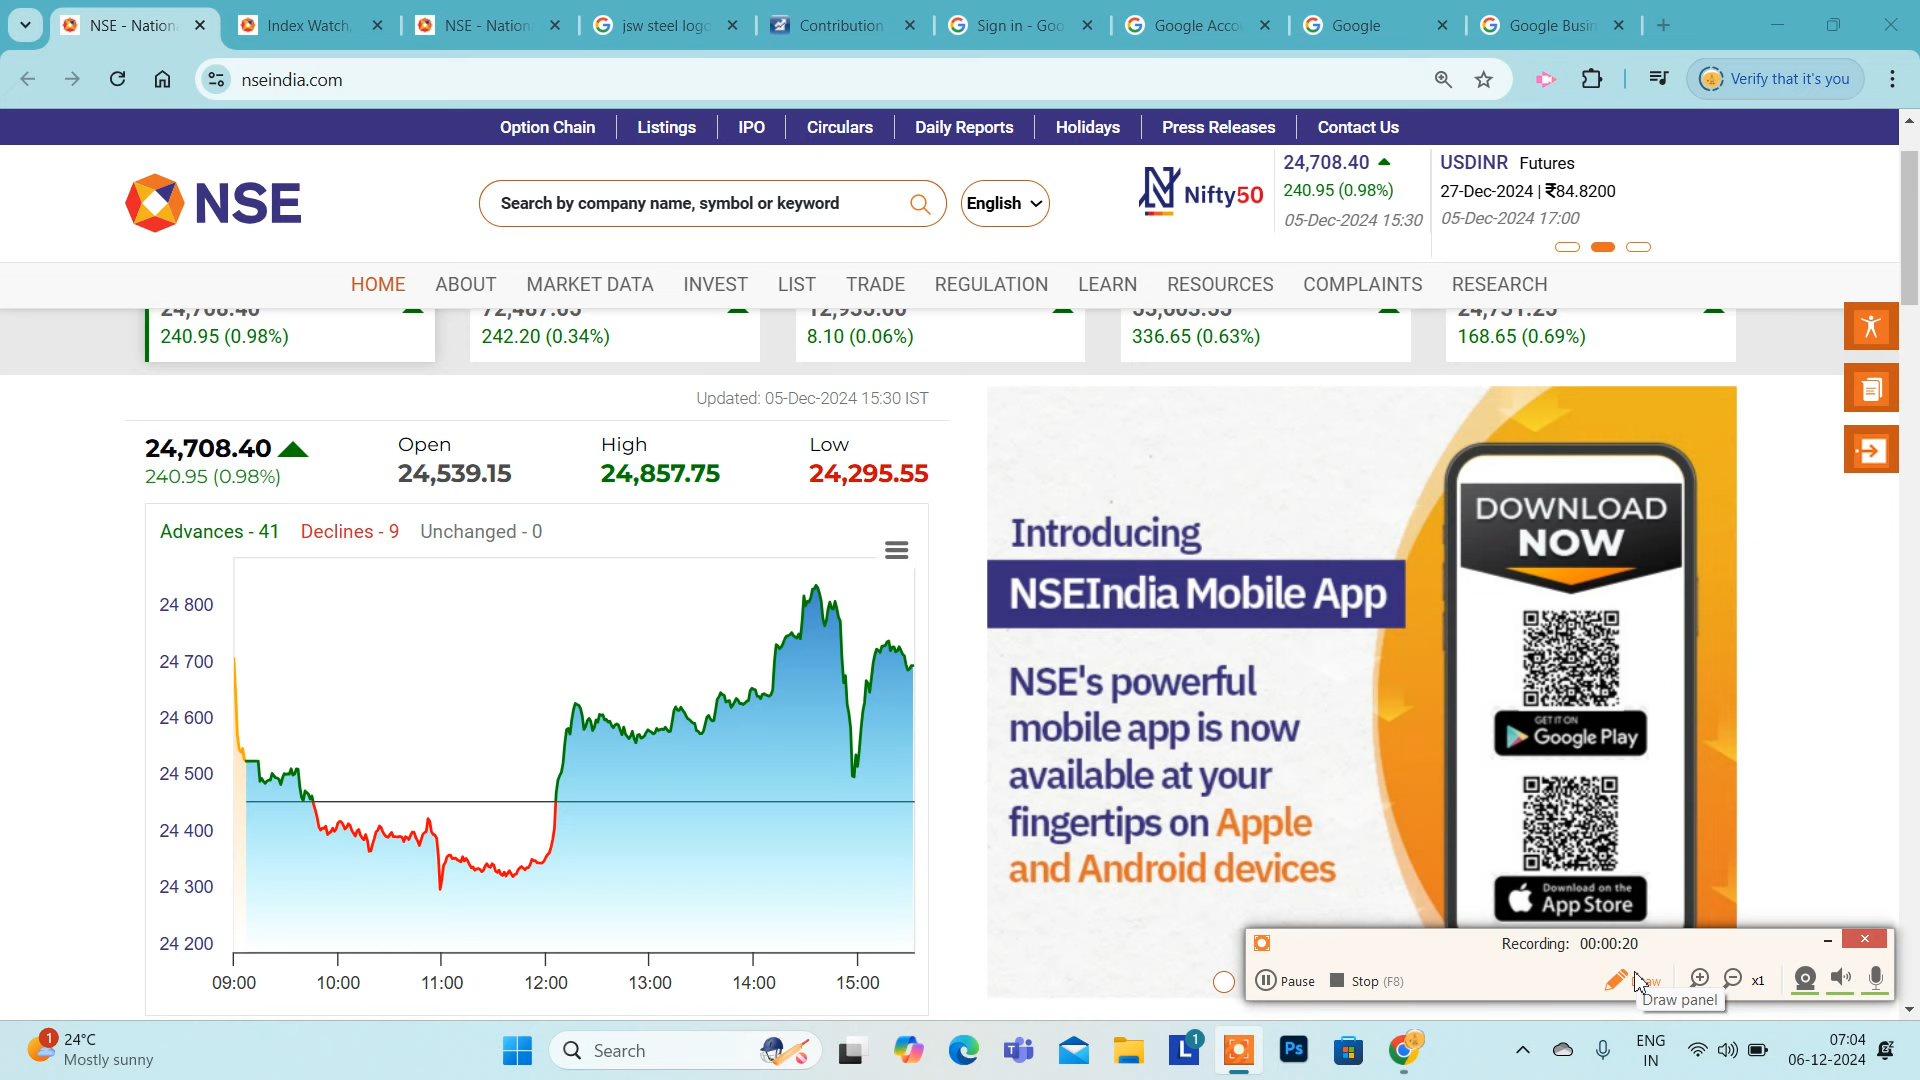 NSE - Nation
Index Watch
NSE - Nation
jsw steel logo
Contribution
Sign in - Goo
Google Acco
Google
Google Busin
nseindia.com
Verify that it's you
Option Chain
Listings
IPO
Circulars
Daily Reports
Holidays
Press Releases
Contact Us
NSE
Search by company name, symbol or keyword
English
Nifty50
24,708.40
240.95 (0.98%)
05-Dec-2024 15:30
USDINR Futures
27-Dec-2024 | ₹84.8200
05-Dec-2024 17:00
HOME
ABOUT
MARKET DATA
INVEST
LIST
TRADE
REGULATION
LEARN
RESOURCES
COMPLAINTS
RESEARCH
24,708.40
240.95 (0.98%)
242.20 (0.34%)
8.10 (0.06%)
336.65 (0.63%)
168.65 (0.69%)
Updated: 05-Dec-2024 15:30 IST
24,708.40
240.95 (0.98%)
Open
24,539.15
High
24,857.75
Low
24,295.55
Advances - 41 Declines - 9 Unchanged - 0
24 800
24 700
24 600
24 500
24 400
24 300
24 200
09:00
10:00
11:00
12:00
13:00
14:00
15:00
Introducing
NSEIndia Mobile App
NSE's powerful
mobile app is now
available at your
fingertips on Apple
and Android devices
DOWNLOAD
NOW
GET IT ON
Google Play
Download on the
App Store
Recording: 00:00:20
Pause
Stop (F8)
x1
Draw panel
1
24°C
Mostly sunny
Search
L
1
Ps
ENG
IN
07:04
06-12-2024